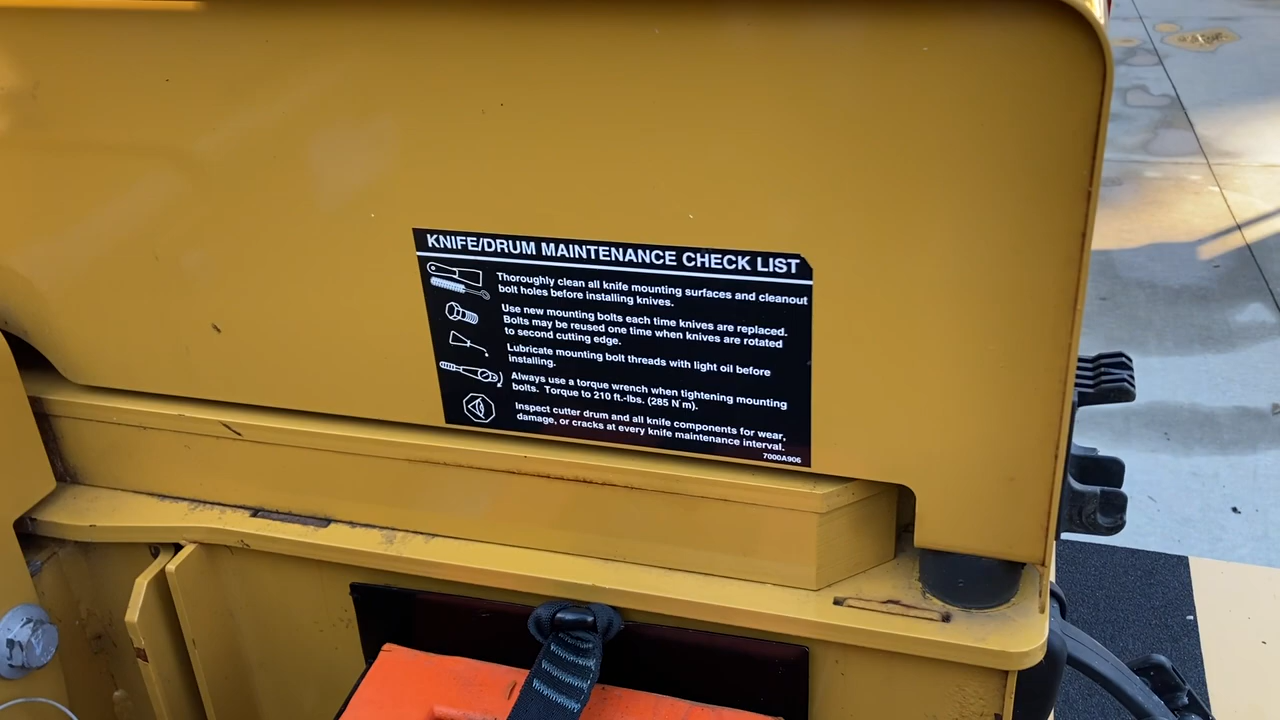 KNIFE/DRUM MAINTENANCE CHECK LIST
Thoroughly clean all knife mounting surfaces and cleanout
bolt holes before installing knives.
Use new mounting bolts each time knives are replaced.
Bolts may be reused one time when knives are rotated
to second cutting edge.
Lubricate mounting bolt threads with light oil before
installing.
Always use a torque wrench when tightening mounting
bolts. Torque to 210 ft.-lbs. (285 N˙m).
Inspect cutter drum and all knife components for wear,
damage, or cracks at every knife maintenance interval.
7000A906